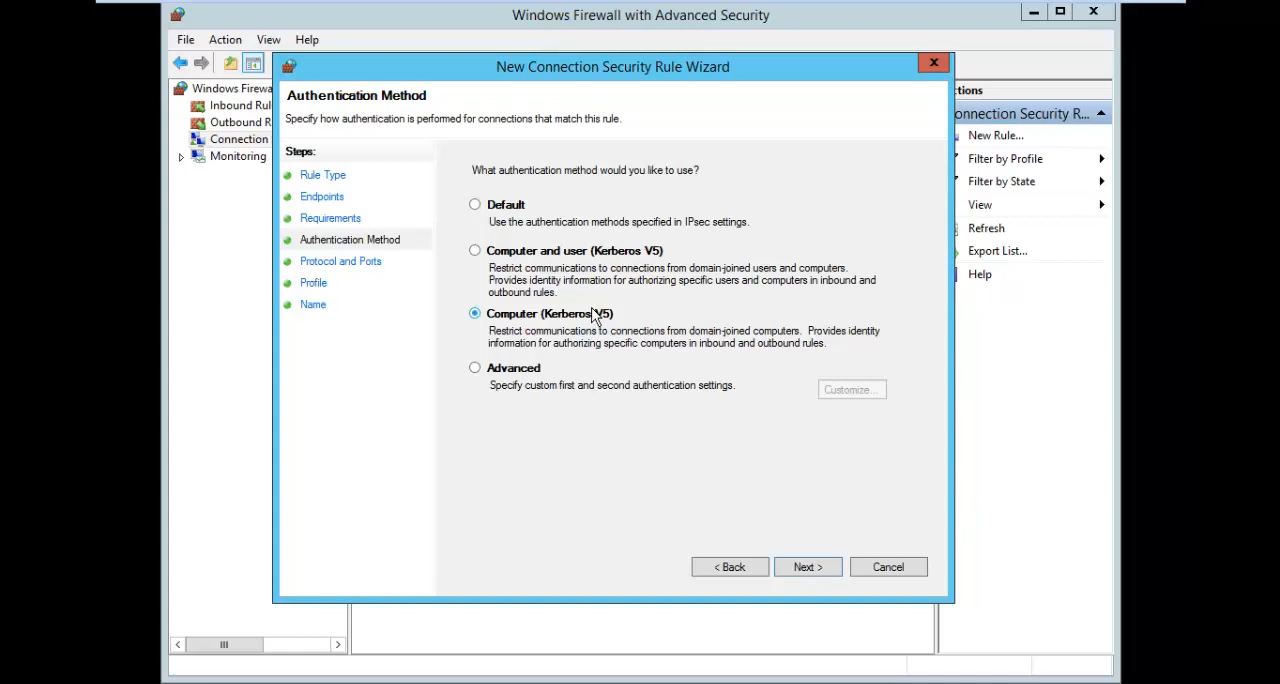 Windows Firewall with Advanced Security
File Action View Help
New Connection Security Rule Wizard
Windows Firewa
Inbound Rul
Outbound R
Connection
Monitoring
Authentication Method
Specify how authentication is performed for connections that match this rule.
Steps:
Rule Type
Endpoints
Requirements
Authentication Method
Protocol and Ports
Profile
Name
What authentication method would you like to use?
Default
Use the authentication methods specified in IPsec settings.
Computer and user (Kerberos V5)
Restrict communications to connections from domain-joined users and computers.
Provides identity information for authorizing specific users and computers in inbound and
outbound rules.
Computer (Kerberos V5)
Restrict communications to connections from domain-joined computers. Provides identity
information for authorizing specific computers in inbound and outbound rules.
Advanced
Specify custom first and second authentication settings.
Customize...
< Back
Next >
Cancel
ctions
onnection Security R...
New Rule...
Filter by Profile
Filter by State
View
Refresh
Export List...
Help